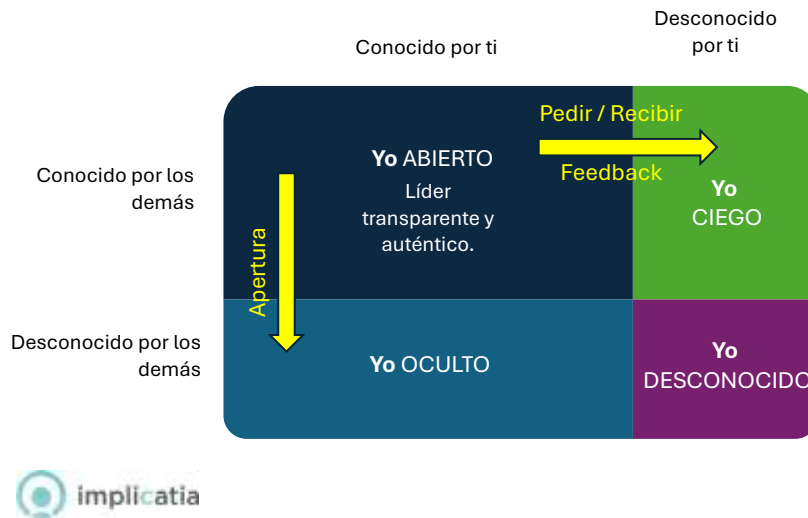 Conocido por ti
Desconocido
por ti
Conocido por los
demás
Yo ABIERTO
Líder
transparente y
auténtico.
Pedir / Recibir
Feedback
Yo
CIEGO
Apertura
Desconocido por los
demás
Yo OCULTO
Yo
DESCONOCIDO
implicatia